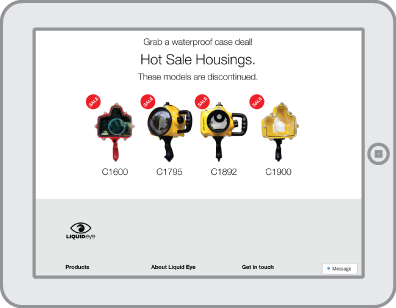 Grab a waterproof case deal!
Hot Sale Housings.
These models are discontinued.
SALE SALE SALE SALE
C1600 C1795 C1892 C1900
LIQUIDeye
Products About Liquid Eye Get in touch
Message